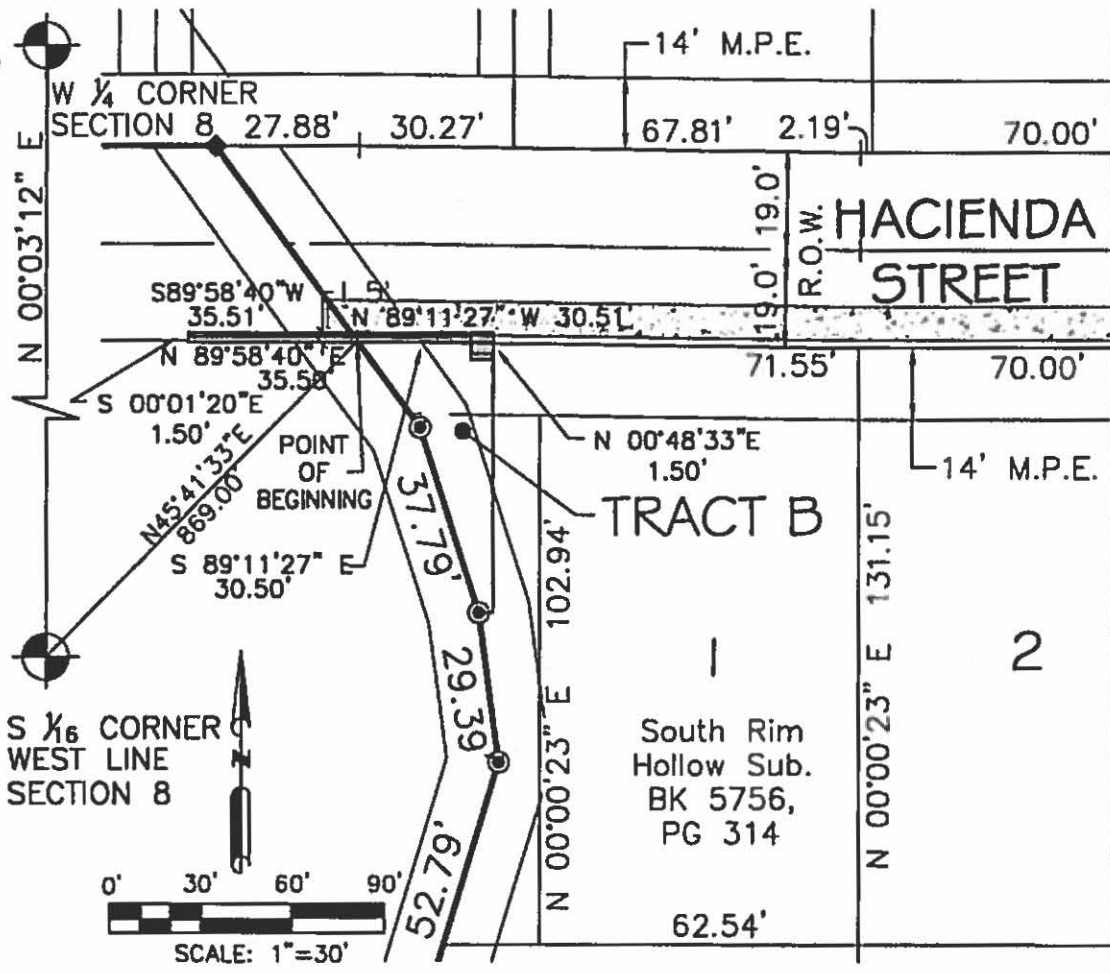 14' M.P.E.
W 1/4 CORNER
SECTION 8
27.88'
30.27'
67.81'
2.19'
70.00'
N 00°03'12" E
19.0'
19.0'
R.O.W.
HACIENDA
STREET
S89°58'40"W
35.51'
1.5'
N 89°11'27" W 30.51'
N 89°58'40" E
35.50'
71.55'
70.00'
S 00°01'20"E
1.50'
N45°41'33"E
869.00'
POINT
OF
BEGINNING
N 00°48'33"E
1.50'
14' M.P.E.
TRACT B
S 89°11'27" E
30.50'
37.79'
29.39'
52.79'
N 00°00'23" E 102.94'
N 00°00'23" E 131.15'
1
2
S 1/16 CORNER
WEST LINE
SECTION 8
N
South Rim
Hollow Sub.
BK 5756,
PG 314
62.54'
0' 30' 60' 90'
SCALE: 1"=30'